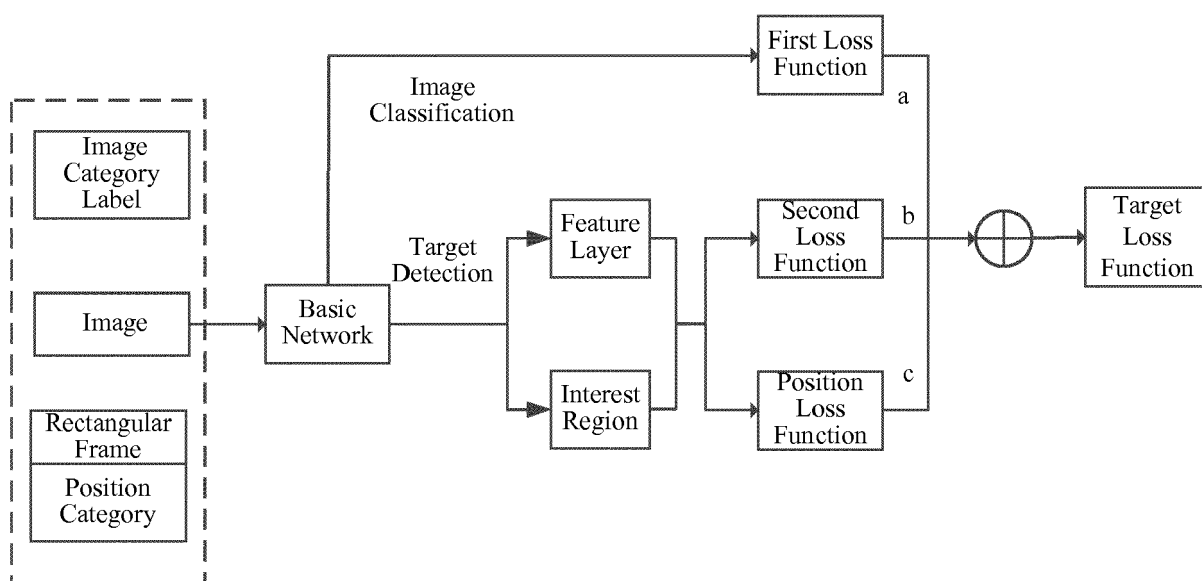 Image
Category
Label
Image
Rectangular
Frame
Position
Category
Basic
Network
Image
Classification
Target
Detection
Feature
Layer
Interest
Region
First Loss
Function
a
Second
Loss
Function
b
Position
Loss
Function
c
Target
Loss
Function